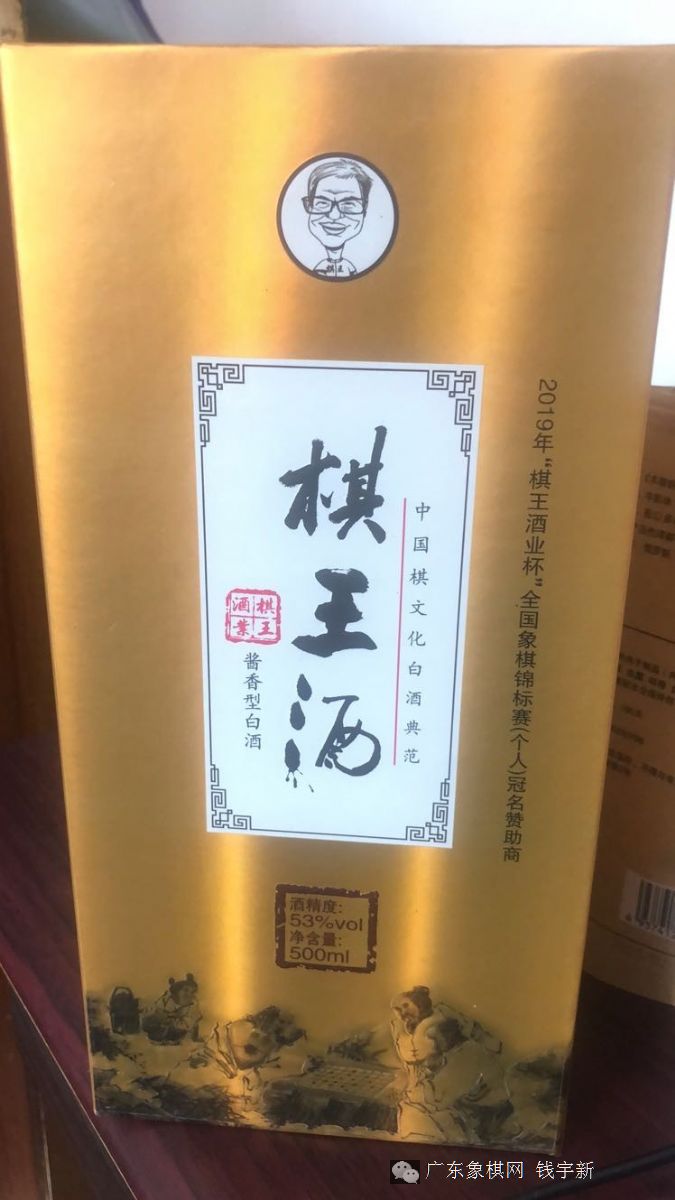 棋王
棋王酒
中国棋文化白酒典范
棋王
酒业
酱香型白酒
2019年“棋王酒业杯”全国象棋锦标赛(个人)冠名赞助商
酒精度:
53%vol
净含量:
500ml
广东象棋网 钱宇新